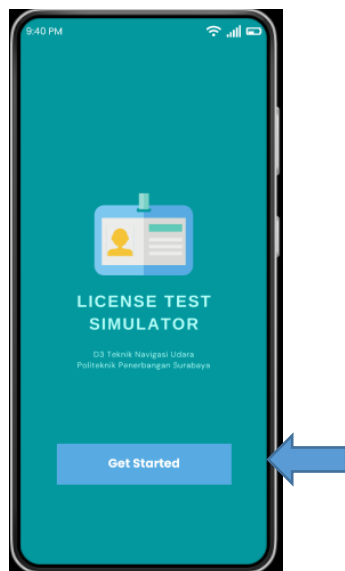 9:40 PM
LICENSE TEST
SIMULATOR
D3 Teknik Navigasi Udara
Politeknik Penerbangan Surabaya
Get Started